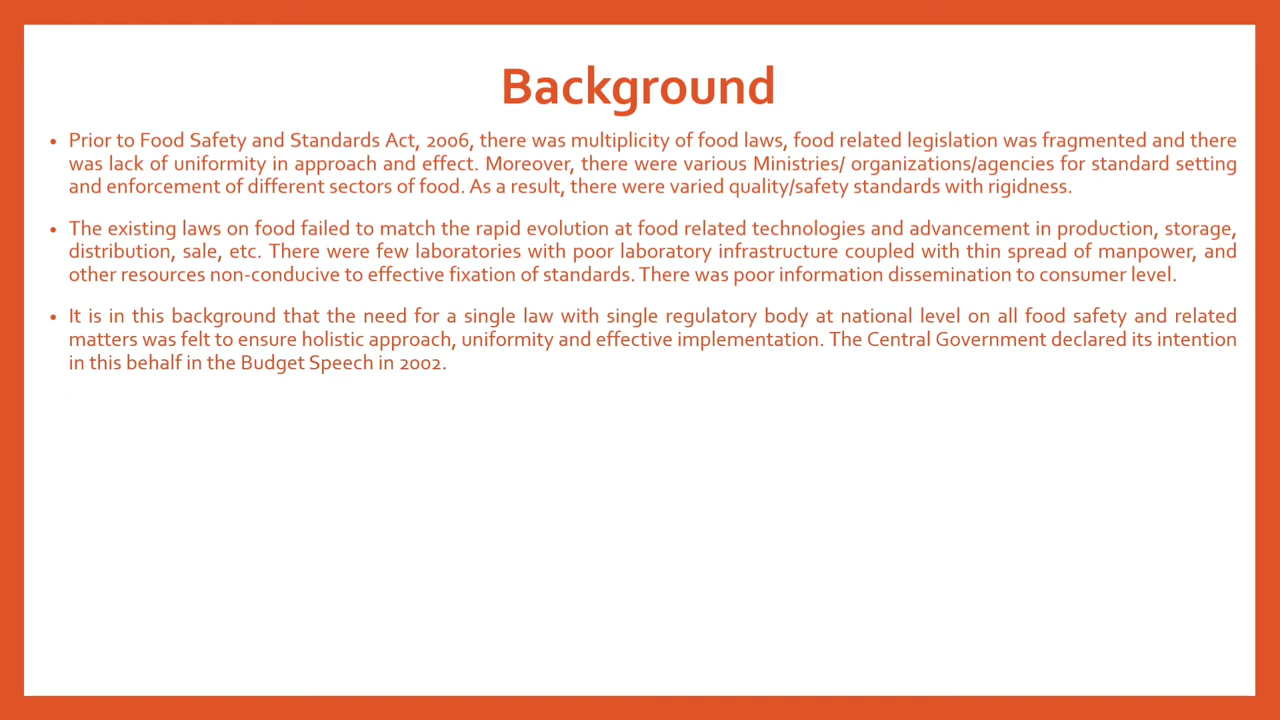 Background
• Prior to Food Safety and Standards Act, 2006, there was multiplicity of food laws, food related legislation was fragmented and there
was lack of uniformity in approach and effect. Moreover, there were various Ministries/ organizations/agencies for standard setting
and enforcement of different sectors of food. As a result, there were varied quality/safety standards with rigidness.
• The existing laws on food failed to match the rapid evolution at food related technologies and advancement in production, storage,
distribution, sale, etc. There were few laboratories with poor laboratory infrastructure coupled with thin spread of manpower, and
other resources non-conducive to effective fixation of standards. There was poor information dissemination to consumer level.
• It is in this background that the need for a single law with single regulatory body at national level on all food safety and related
matters was felt to ensure holistic approach, uniformity and effective implementation. The Central Government declared its intention
in this behalf in the Budget Speech in 2002.